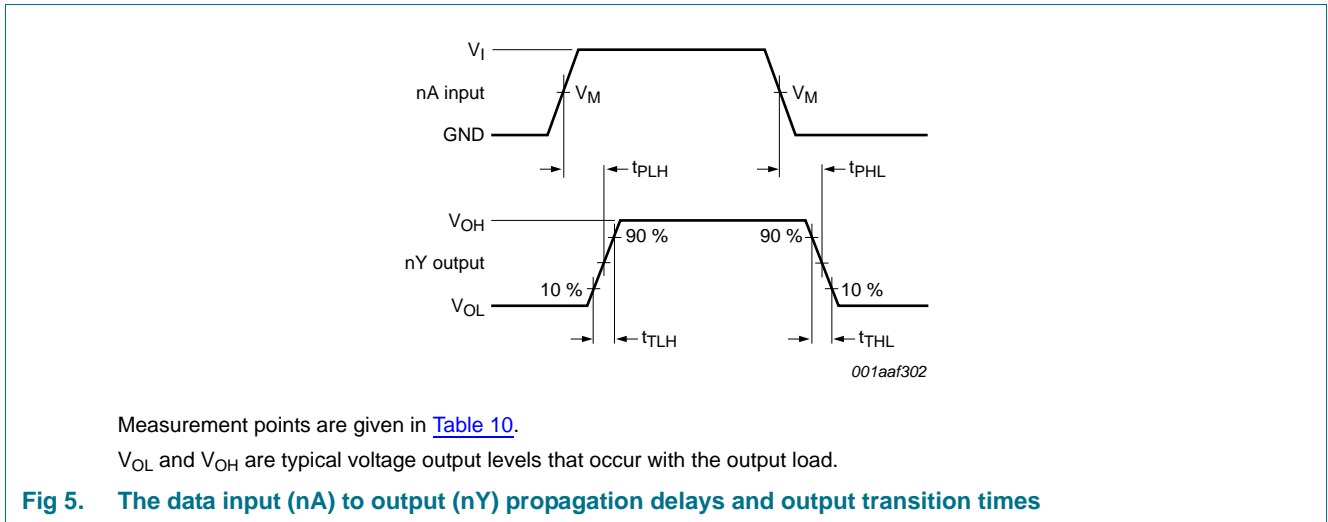 V_I
nA input
V_M
V_M
GND
t_PLH
t_PHL
V_OH
90 %
90 %
nY output
10 %
10 %
V_OL
t_TLH
t_THL
001aaf302
Measurement points are given in Table 10.
V_OL and V_OH are typical voltage output levels that occur with the output load.
Fig 5. The data input (nA) to output (nY) propagation delays and output transition times